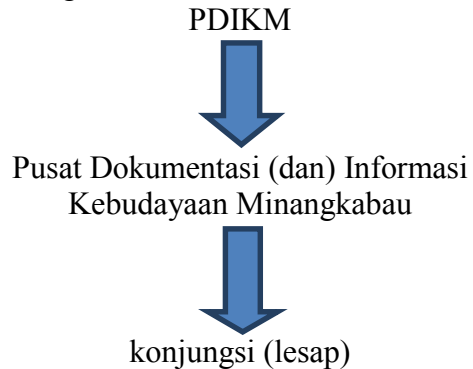 PDIKM
Pusat Dokumentasi (dan) Informasi
Kebudayaan Minangkabau
konjungsi (lesap)